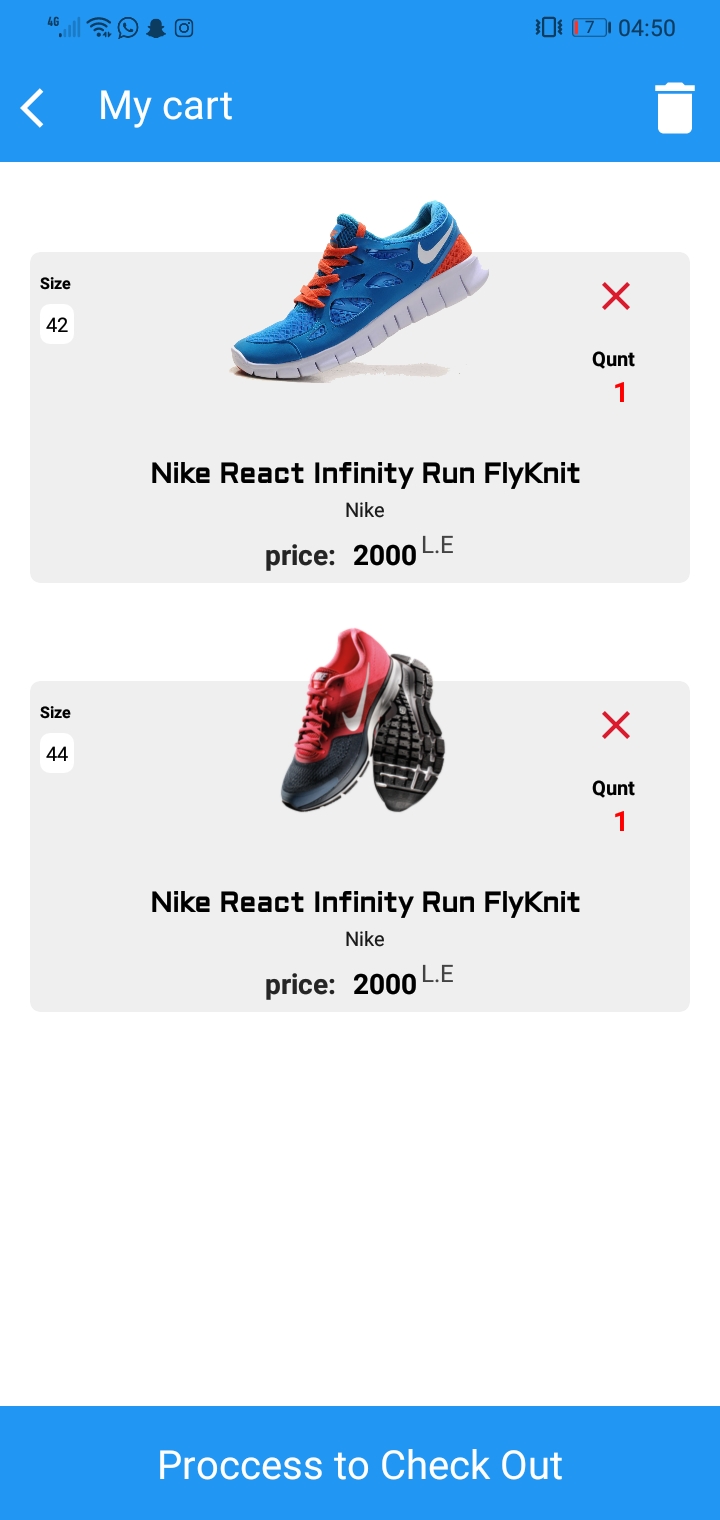 4G 7 04:50
My cart
Size
42
Qunt
1
Nike React Infinity Run FlyKnit
Nike
price: 2000 L.E
Size
44
Qunt
1
Nike React Infinity Run FlyKnit
Nike
price: 2000 L.E
Proccess to Check Out